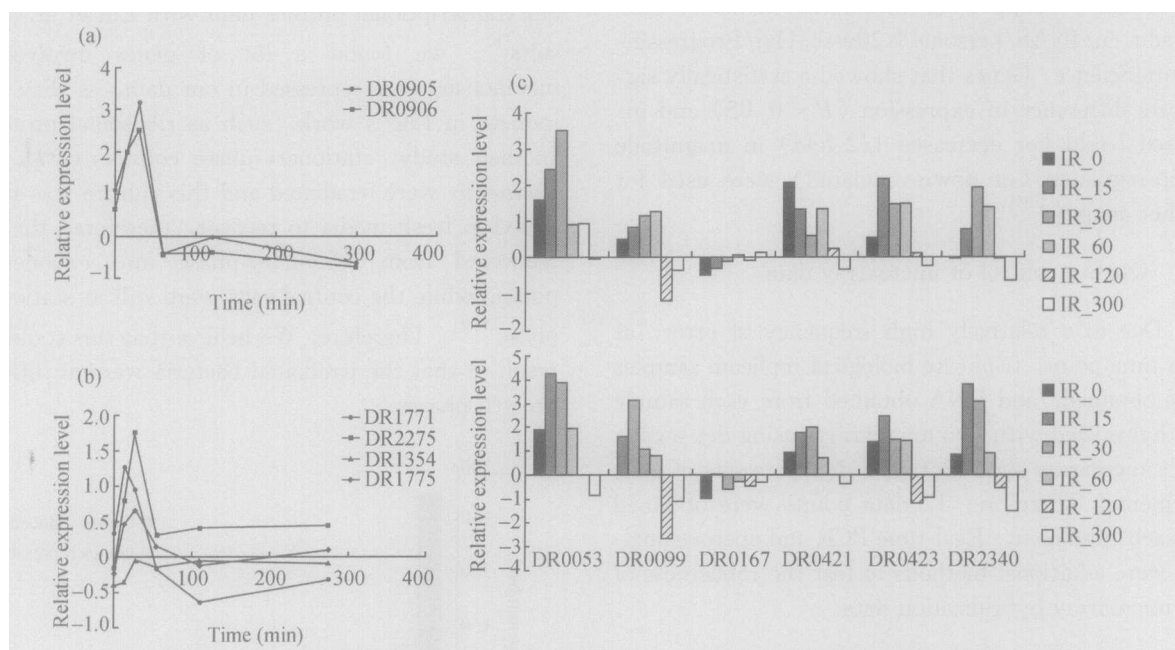 (a)
Relative expression level
4
3
2
1
0
−1
100
200
300
400
Time (min)
DR0905
DR0906
(b)
Relative expression level
2.0
1.5
1.0
0.5
0
−0.5
−1.0
100
200
300
400
Time (min)
DR1771
DR2275
DR1354
DR1775
(c)
Relative expression level
4
3
2
1
0
−1
−2
IR_0
IR_15
IR_30
IR_60
IR_120
IR_300
Relative expression level
5
4
3
2
1
0
−1
−2
−3
−4
DR0053 DR0099 DR0167 DR0421 DR0423 DR2340
IR_0
IR_15
IR_30
IR_60
IR_120
IR_300